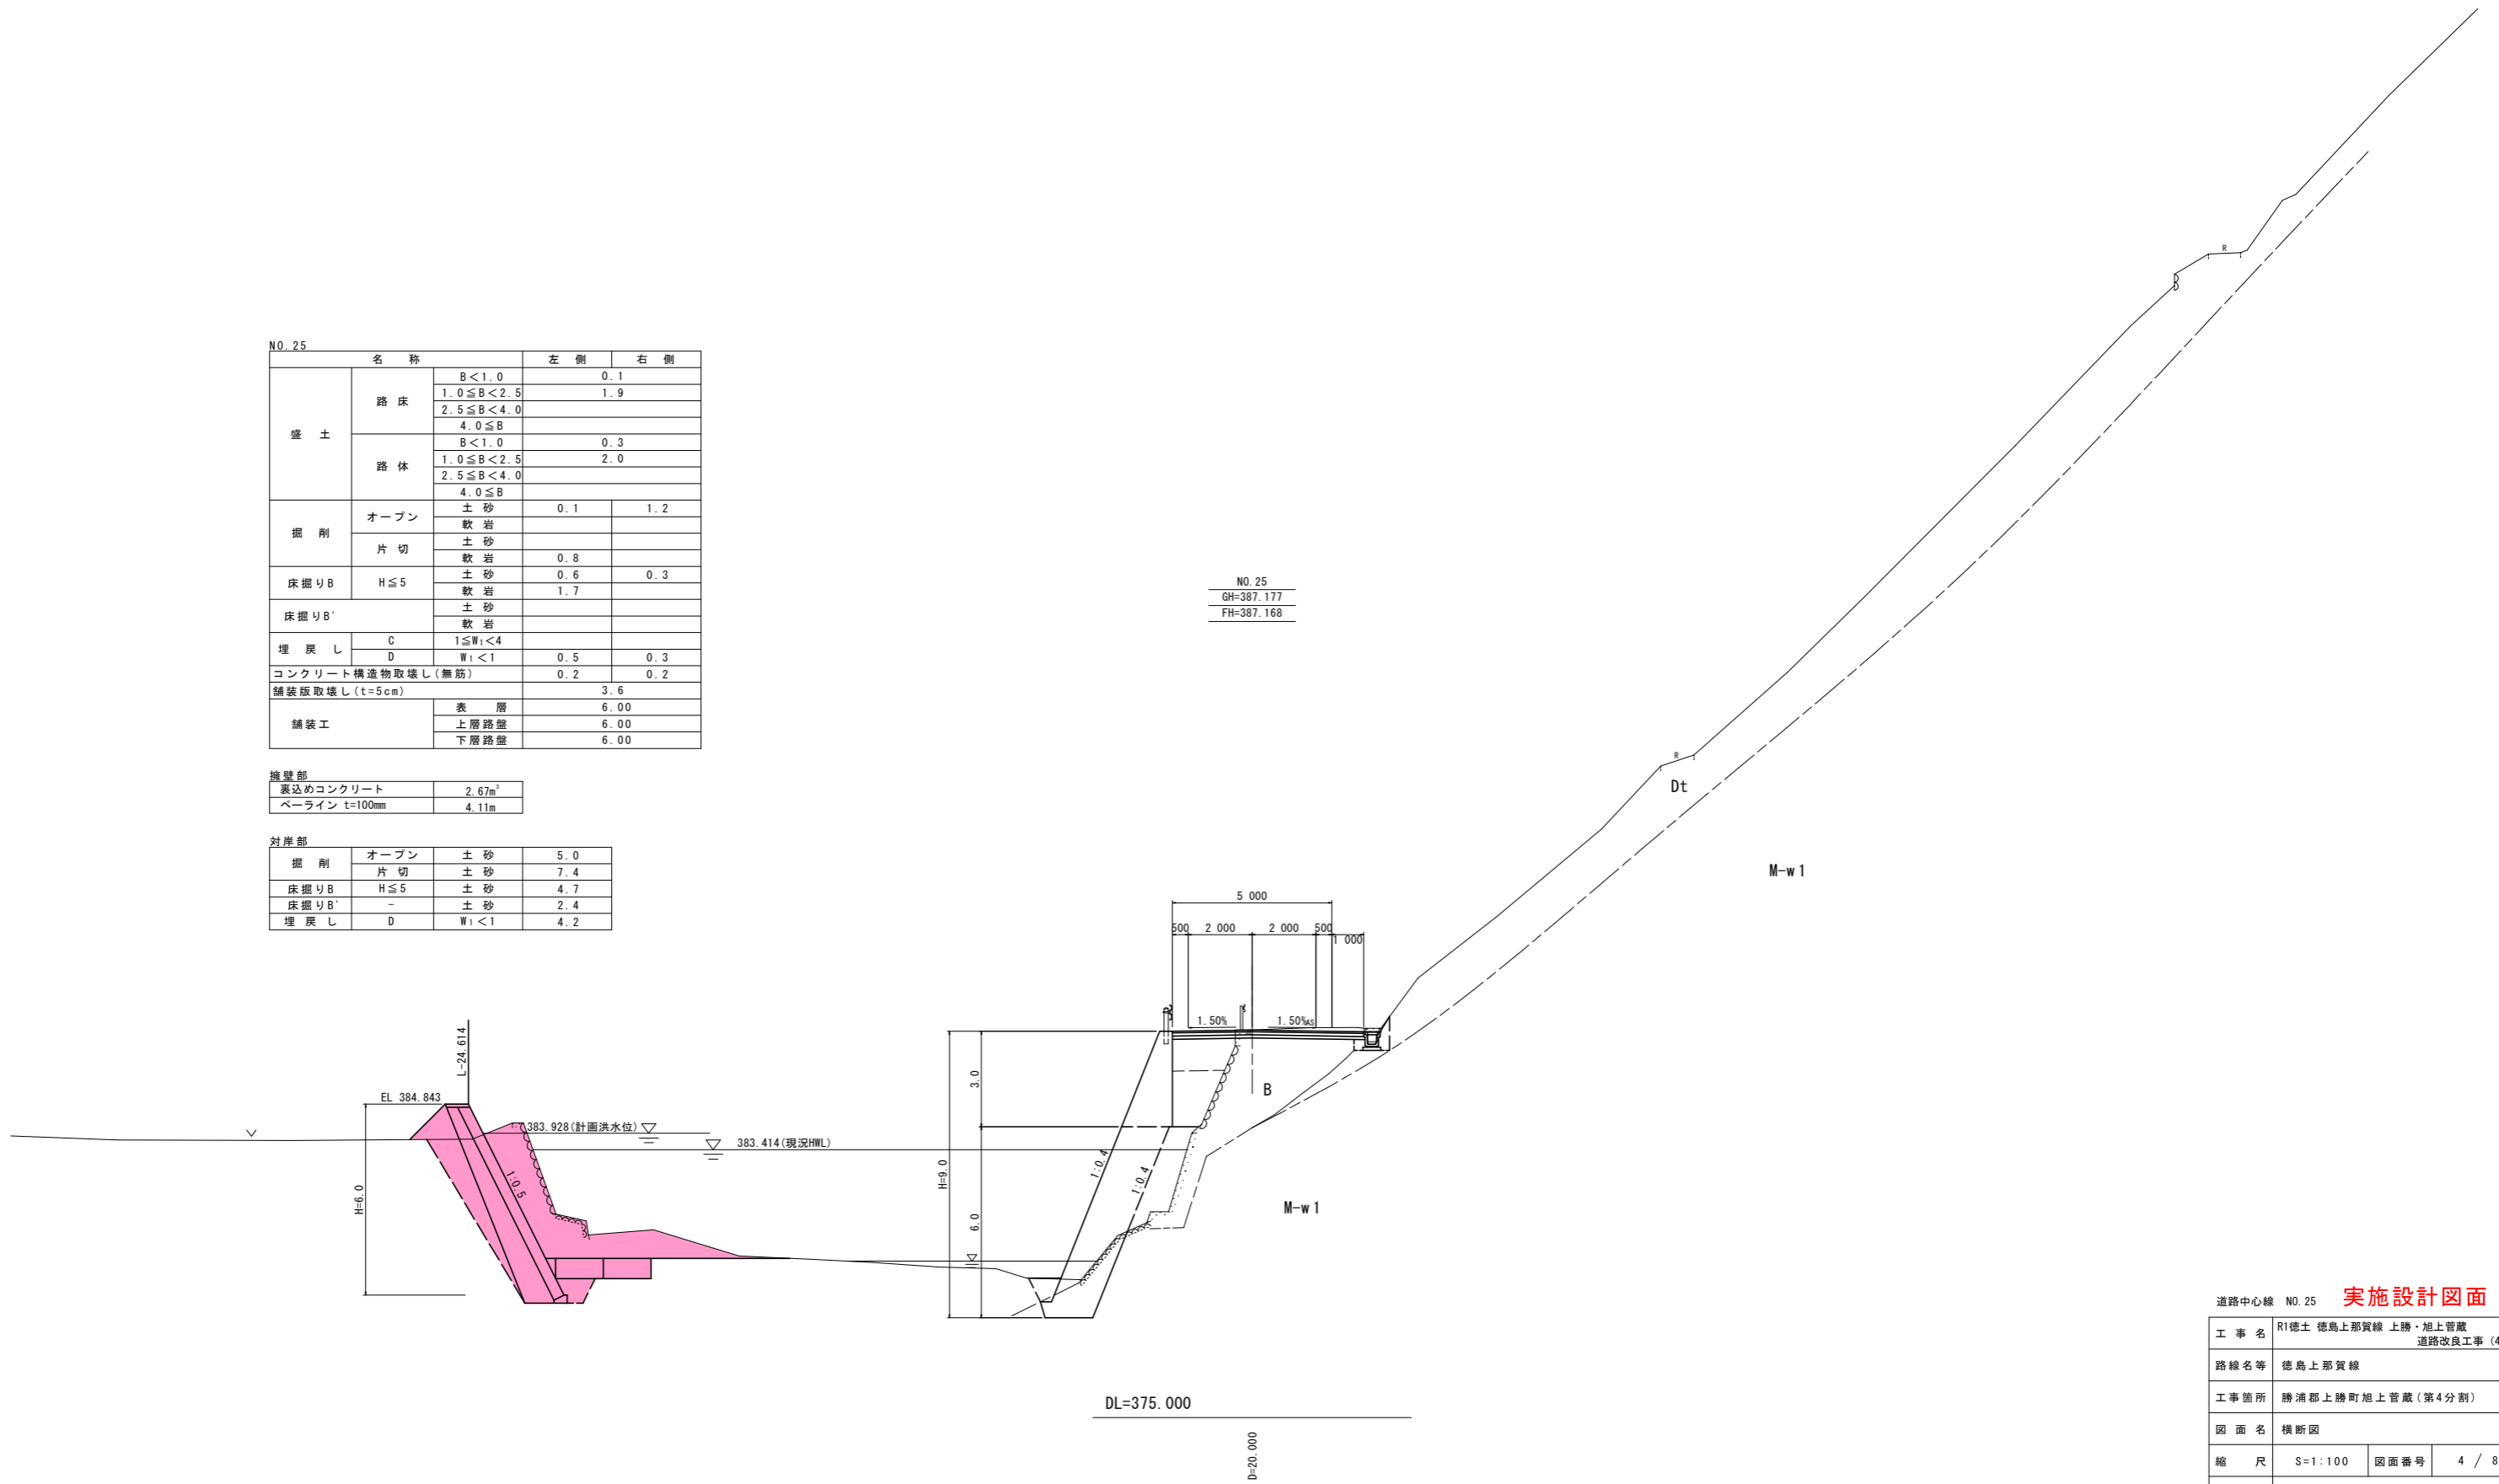 NO.25
名 称 左 側 右 側
盛 土 路 床 B<1.0 0.1
1.0≦B<2.5 1.9
2.5≦B<4.0
4.0≦B
路 体 B<1.0 0.3
1.0≦B<2.5 2.0
2.5≦B<4.0
4.0≦B
掘 削 オープン 土 砂 0.1 1.2
軟 岩
片 切 土 砂
軟 岩 0.8
床掘りB H≦5 土 砂 0.6 0.3
軟 岩 1.7
床掘りB' 土 砂
軟 岩
埋 戻 し C 1≦W₁<4
D W₁<1 0.5 0.3
コンクリート構造物取壊し(無筋) 0.2 0.2
舗装版取壊し(t=5cm) 3.6
舗装工 表 層 6.00
上層路盤 6.00
下層路盤 6.00
擁壁部
裏込めコンクリート 2.67m³
ペーライン t=100mm 4.11m
対岸部
掘 削 オープン 土 砂 5.0
片 切 土 砂 7.4
床掘りB H≦5 土 砂 4.7
床掘りB' - 土 砂 2.4
埋 戻 し D W₁<1 4.2
NO.25
GH=387.177
FH=387.168
R
R
Dt
M-w1
5 000
500 2 000 2 000 500
1 000
1.50% 1.50% AS
L-24.614
EL 384.843
383.928(計画洪水位)
383.414(現況HWL)
H=6.0
1:0.5
H=9.0
3.0
6.0
1:0.4
1:0.4
B
M-w1
DL=375.000
D=20.000
道路中心線 NO.25 実施設計図面
工 事 名 R1徳土 徳島上那賀線 上勝・旭上菅蔵
道路改良工事(4
路線名等 徳島上那賀線
工事箇所 勝浦郡上勝町旭上菅蔵(第4分割)
図 面 名 横断図
縮 尺 S=1:100 図面番号 4 / 8